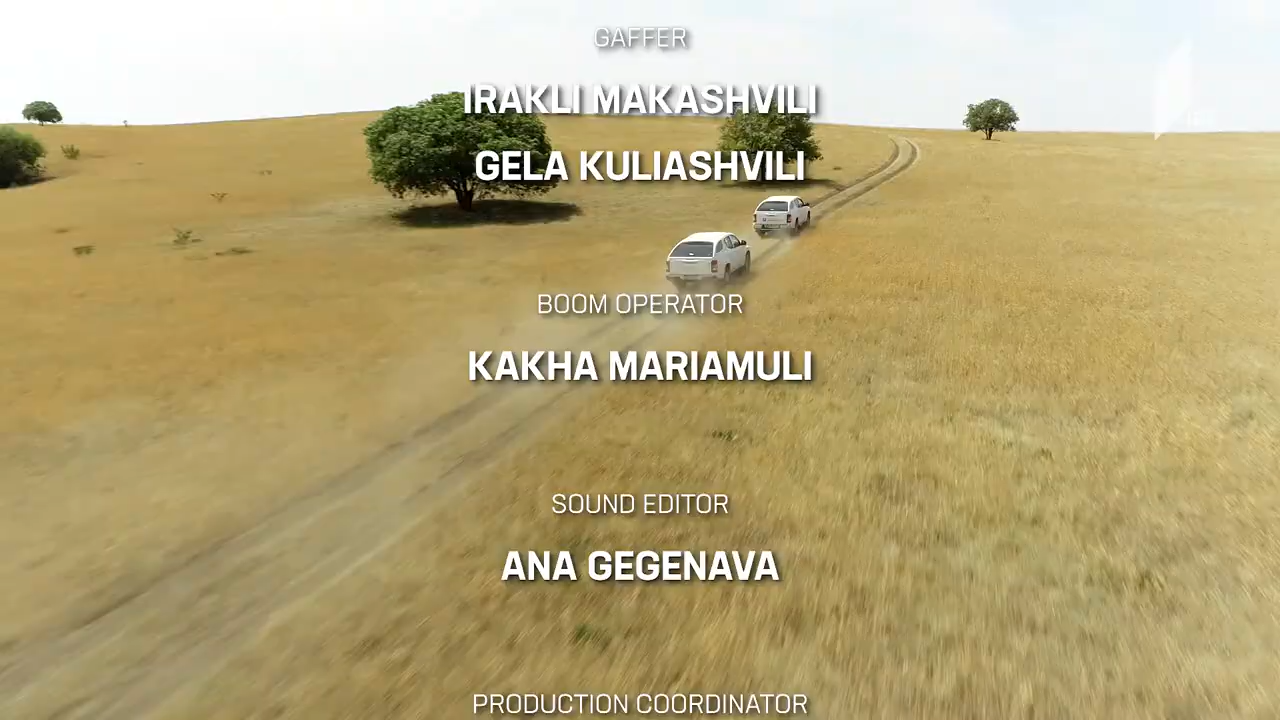 GAFFER
IRAKLI MAKASHVILI
GELA KULIASHVILI
BOOM OPERATOR
KAKHA MARIAMULI
SOUND EDITOR
ANA GEGENAVA
PRODUCTION COORDINATOR